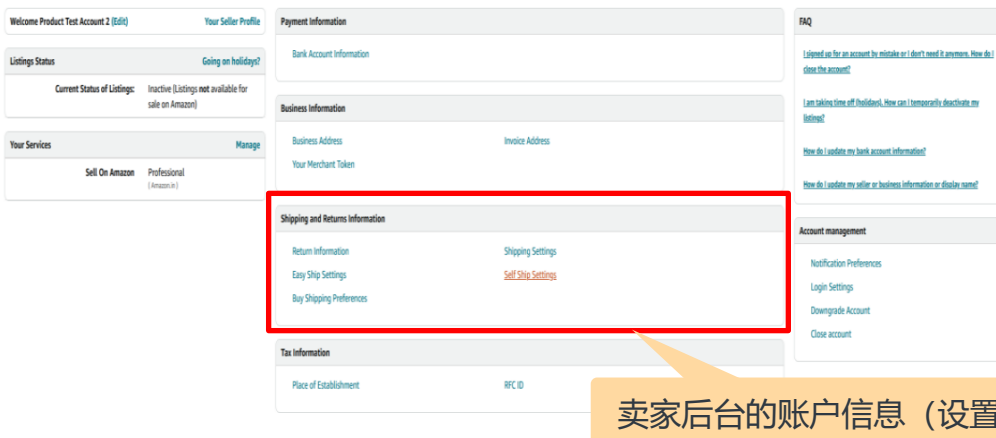 Welcome Product Test Account 2 (Edit) Your Seller Profile
Listings Status Going on holidays?
Current Status of Listings: Inactive (Listings not available for
sale on Amazon)
Your Services Manage
Sell On Amazon Professional
( Amazon.in )
Payment Information
Bank Account Information
Business Information
Business Address Invoice Address
Your Merchant Token
Shipping and Returns Information
Return Information Shipping Settings
Easy Ship Settings Self Ship Settings
Buy Shipping Preferences
Tax Information
Place of Establishment RFC ID
FAQ
I signed up for an account by mistake or I don't need it anymore. How do I
close the account?
I am taking time off (holidays). How can I temporarily deactivate my
listings?
How do I update my bank account information?
How do I update my seller or business information or display name?
Account management
Notification Preferences
Login Settings
Downgrade Account
Close account
卖家后台的账户信息（设置